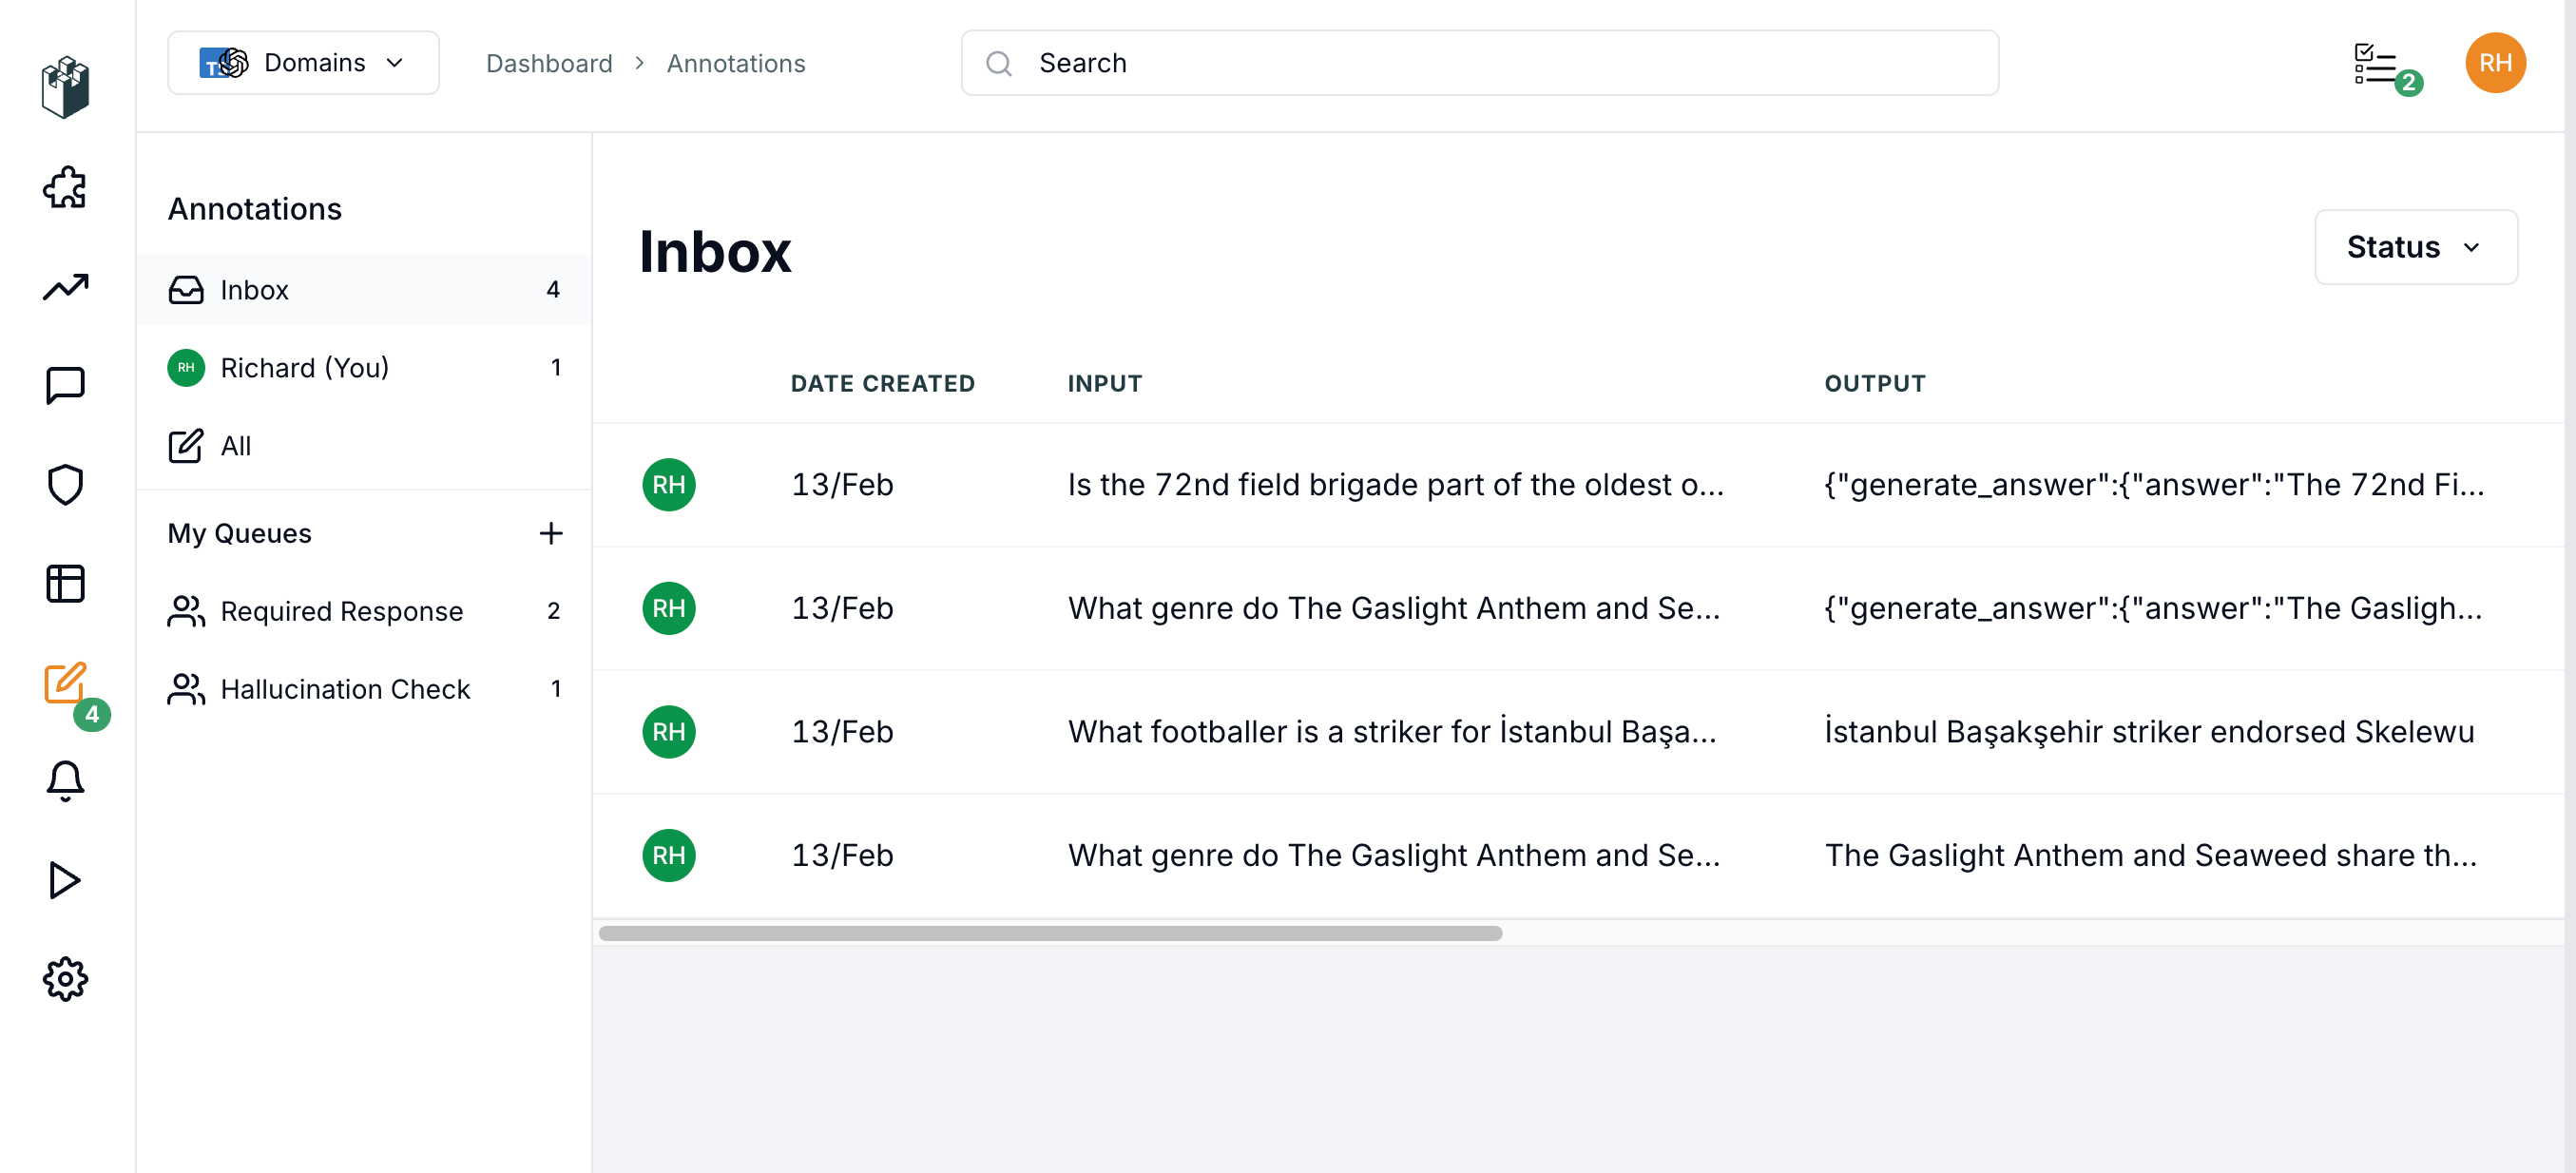 TS Domains
Dashboard > Annotations
Search
2
RH
Annotations
Inbox 4
RH Richard (You) 1
All
My Queues +
Required Response 2
Hallucination Check 1
4
Inbox
Status
DATE CREATED INPUT OUTPUT
RH 13/Feb Is the 72nd field brigade part of the oldest o... {"generate_answer":{"answer":"The 72nd Fi...
RH 13/Feb What genre do The Gaslight Anthem and Se... {"generate_answer":{"answer":"The Gasligh...
RH 13/Feb What footballer is a striker for İstanbul Başa... İstanbul Başakşehir striker endorsed Skelewu
RH 13/Feb What genre do The Gaslight Anthem and Se... The Gaslight Anthem and Seaweed share th...